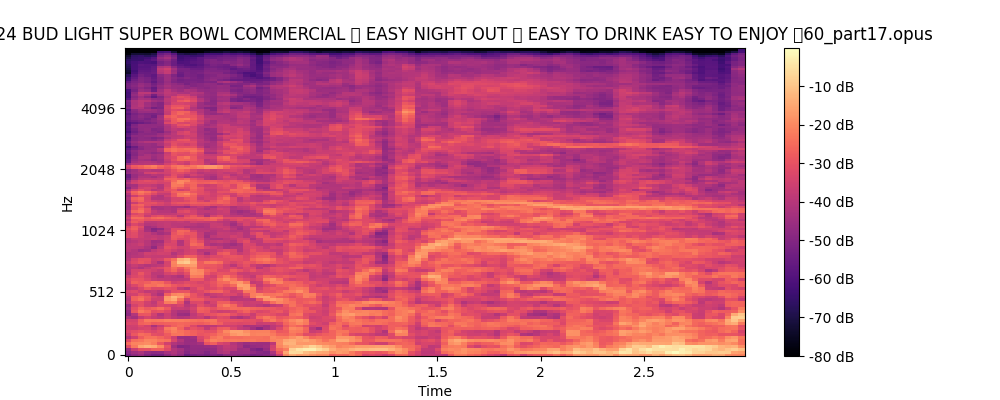 24 BUD LIGHT SUPER BOWL COMMERCIAL ▯ EASY NIGHT OUT ▯ EASY TO DRINK EASY TO ENJOY ▯60_part17.opus
4096
2048
1024
512
0
Hz
0 0.5 1 1.5 2 2.5
Time
-10 dB
-20 dB
-30 dB
-40 dB
-50 dB
-60 dB
-70 dB
-80 dB